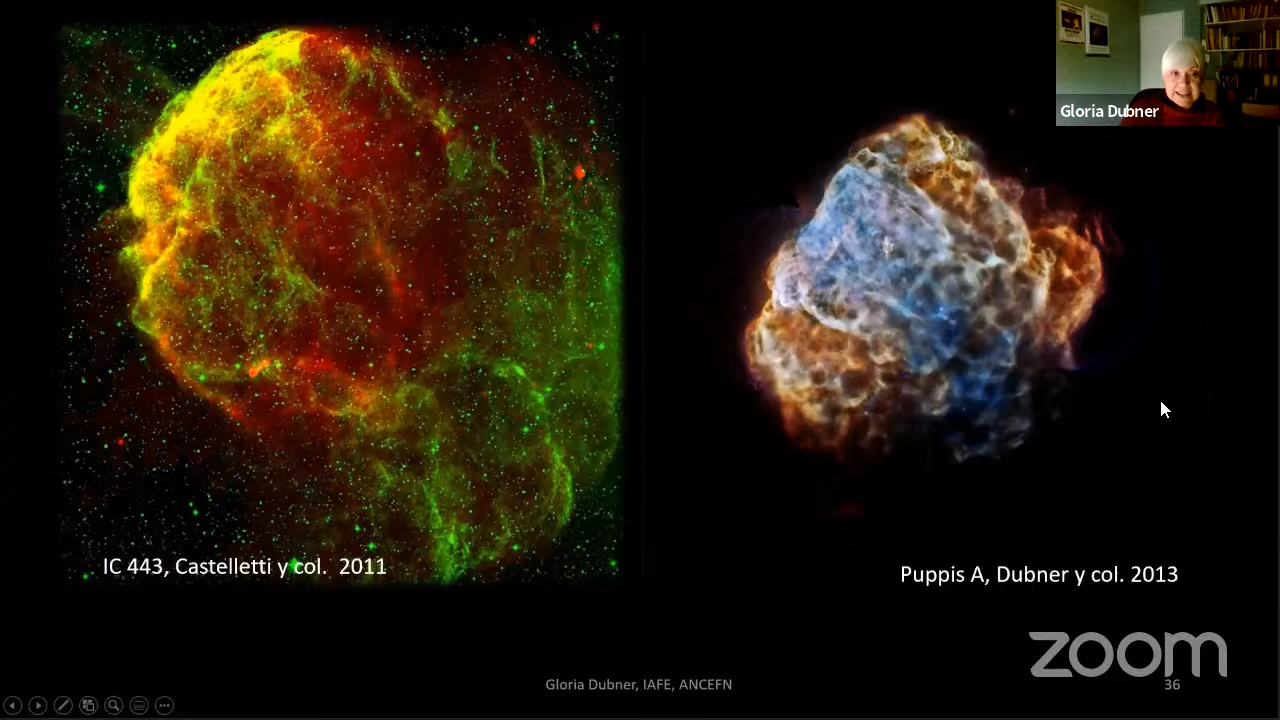 Gloria Dubner
IC 443, Castelletti y col.  2011
Puppis A, Dubner y col. 2013
zoom
Gloria Dubner, IAFE, ANCEFN
36